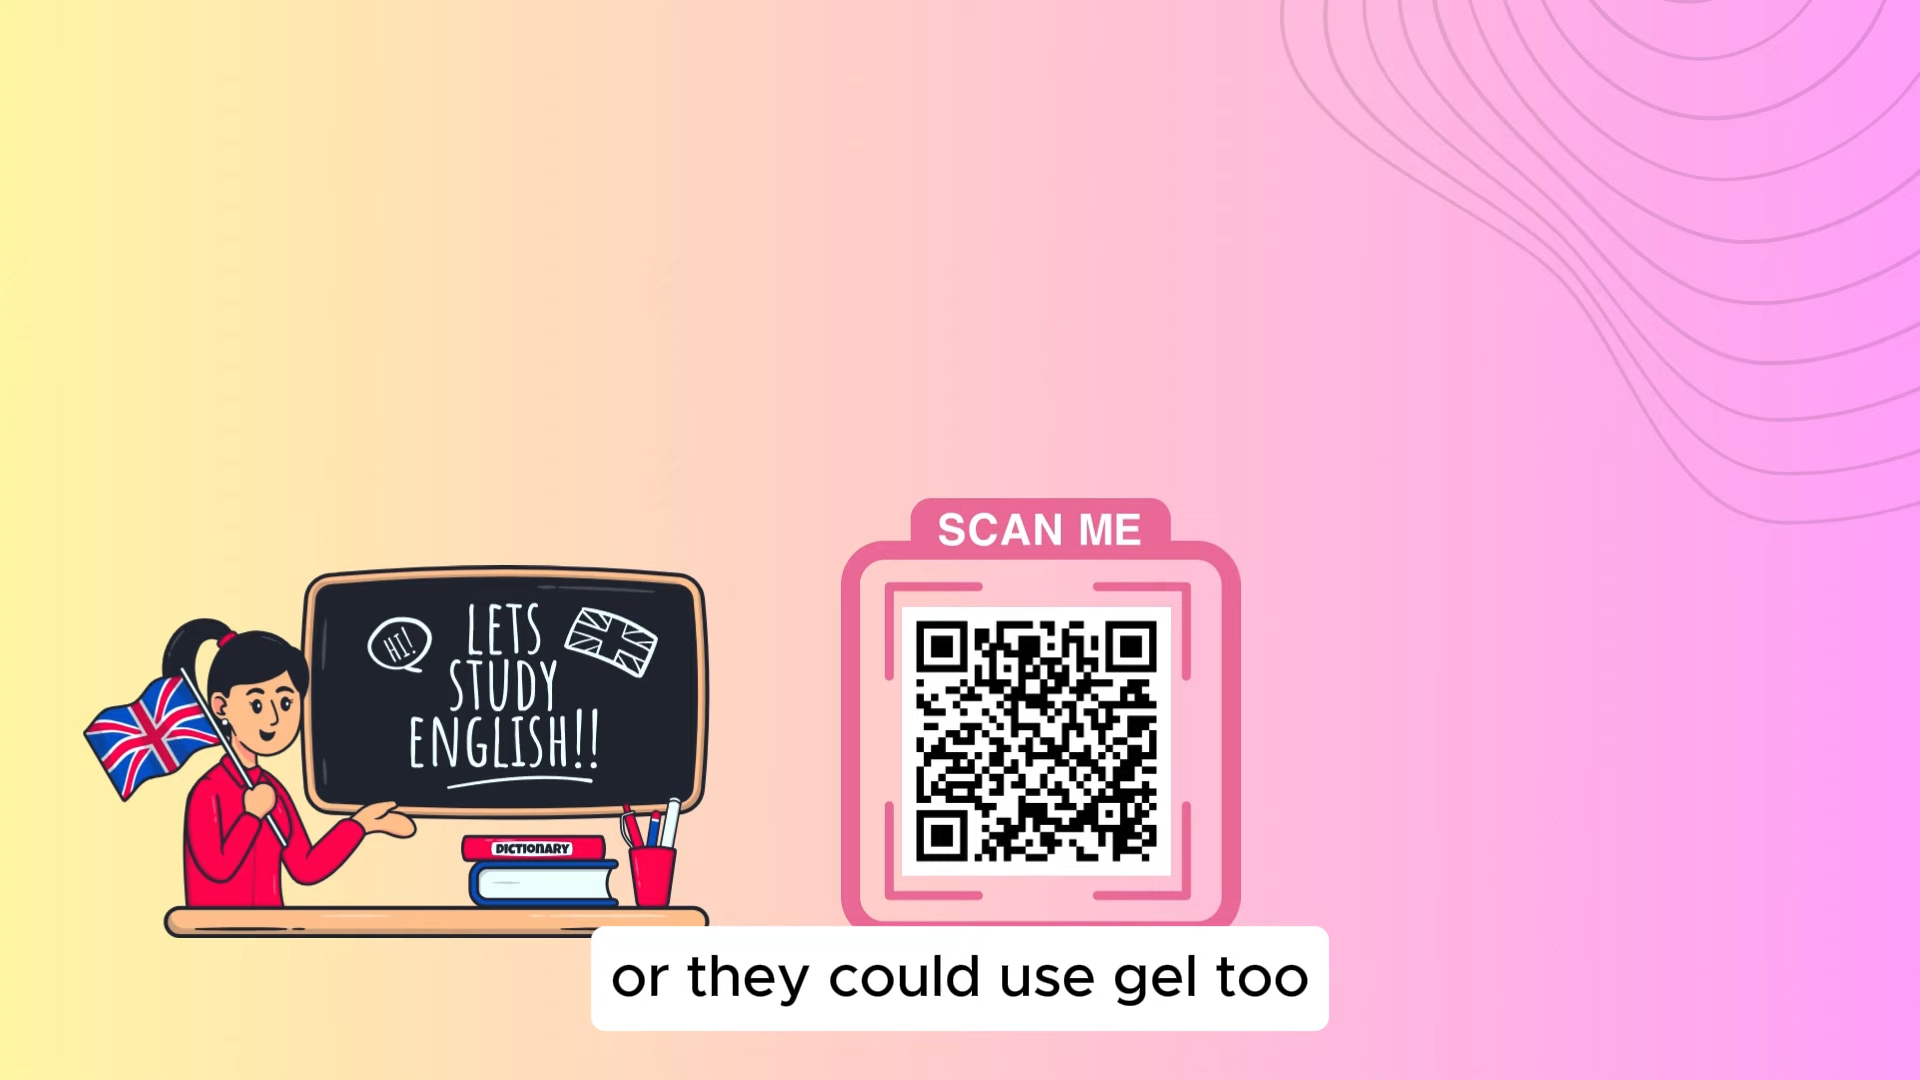 SCAN ME
HI!
LETS
STUDY
ENGLISH!!
DICTIONARY
or they could use gel too